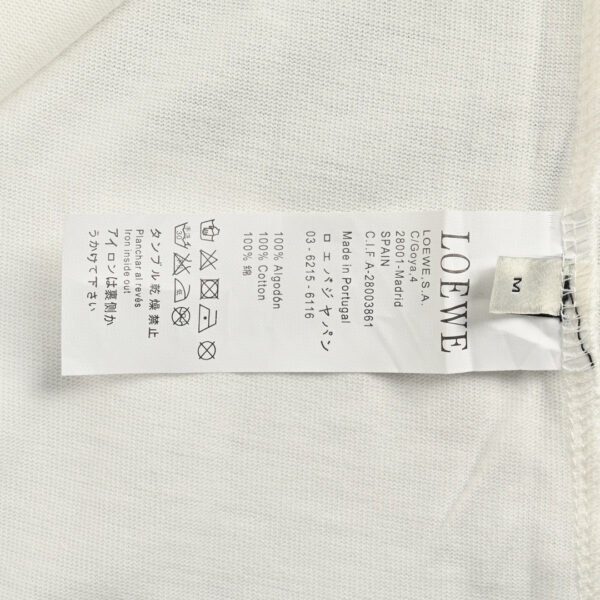 LOEWE
M
LOEWE.S.A.
C/Goya,4
28001-Madrid
SPAIN
C.I.F A-28003861
Made in Portugal
ロエバジャパン
03-6215-6116
100% Algodón
100% Cotton
100% 綿
タンブル乾燥禁止
Planchar al revés
Iron inside out
アイロンは裏側か
うかけて下さい